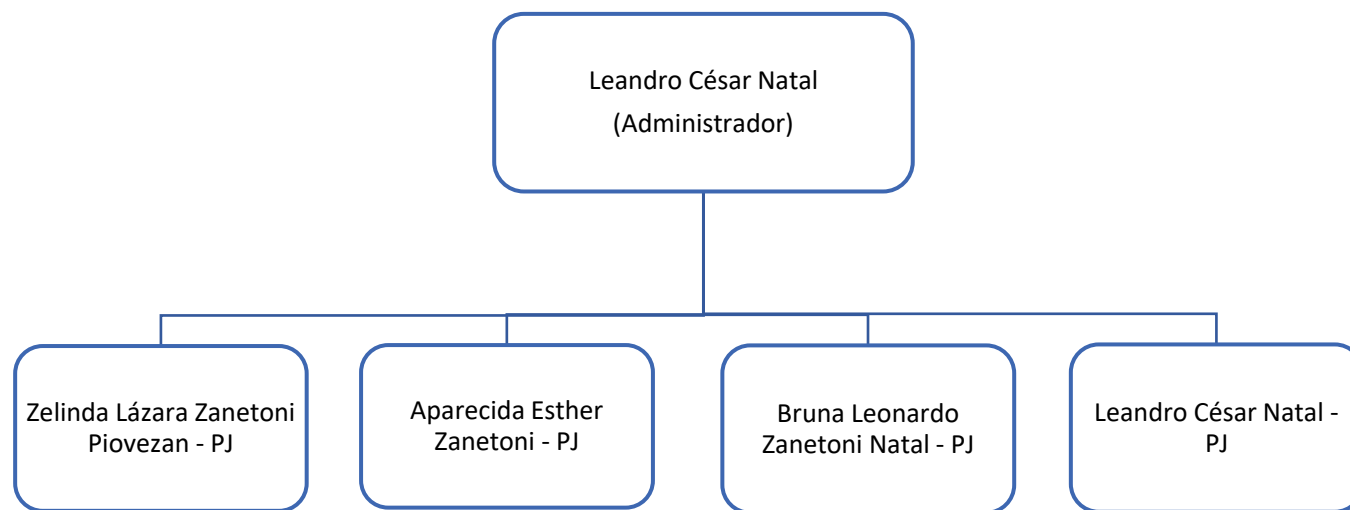 Leandro César Natal
(Administrador)
Zelinda Lázara Zanetoni
Piovezan - PJ
Aparecida Esther
Zanetoni - PJ
Bruna Leonardo
Zanetoni Natal - PJ
Leandro César Natal -
PJ